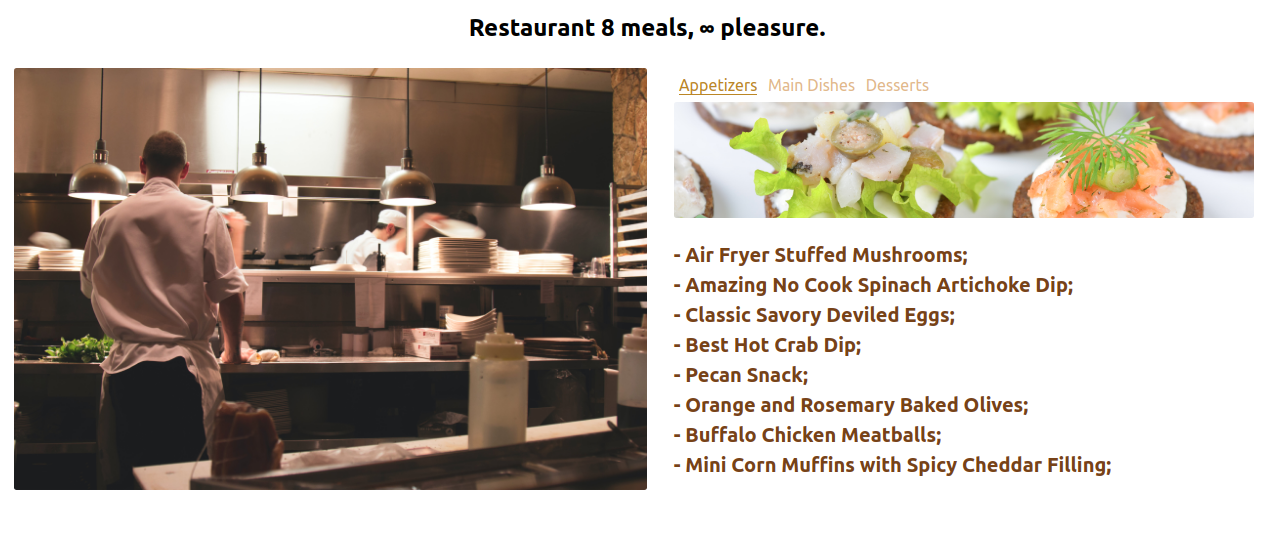 Restaurant 8 meals, ∞ pleasure.
Appetizers Main Dishes Desserts
- Air Fryer Stuffed Mushrooms;
- Amazing No Cook Spinach Artichoke Dip;
- Classic Savory Deviled Eggs;
- Best Hot Crab Dip;
- Pecan Snack;
- Orange and Rosemary Baked Olives;
- Buffalo Chicken Meatballs;
- Mini Corn Muffins with Spicy Cheddar Filling;